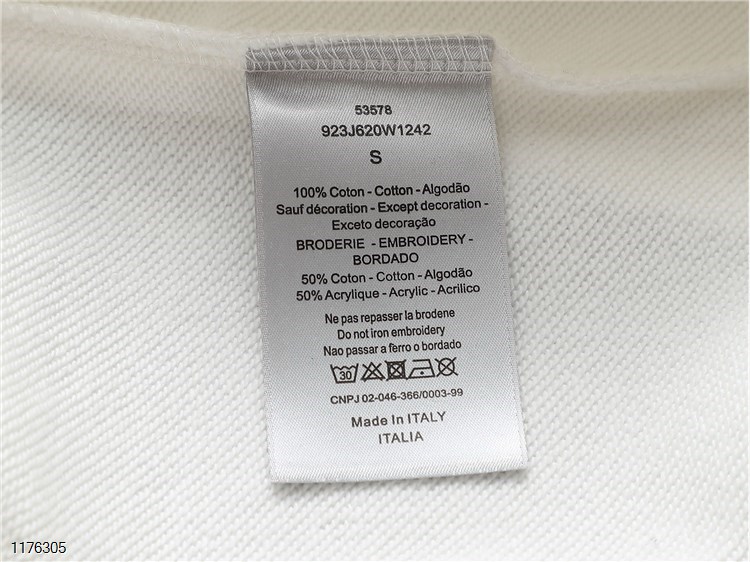 53578
923J620W1242
S
100% Coton - Cotton - Algodão
Sauf décoration - Except decoration -
Exceto decoração
BRODERIE - EMBROIDERY -
BORDADO
50% Coton - Cotton - Algodão
50% Acrylique - Acrylic - Acrilico
Ne pas repasser la brodene
Do not iron embroidery
Nao passar a ferro o bordado
30
CNPJ 02-046-366/0003-99
Made In ITALY
ITALIA
1176305